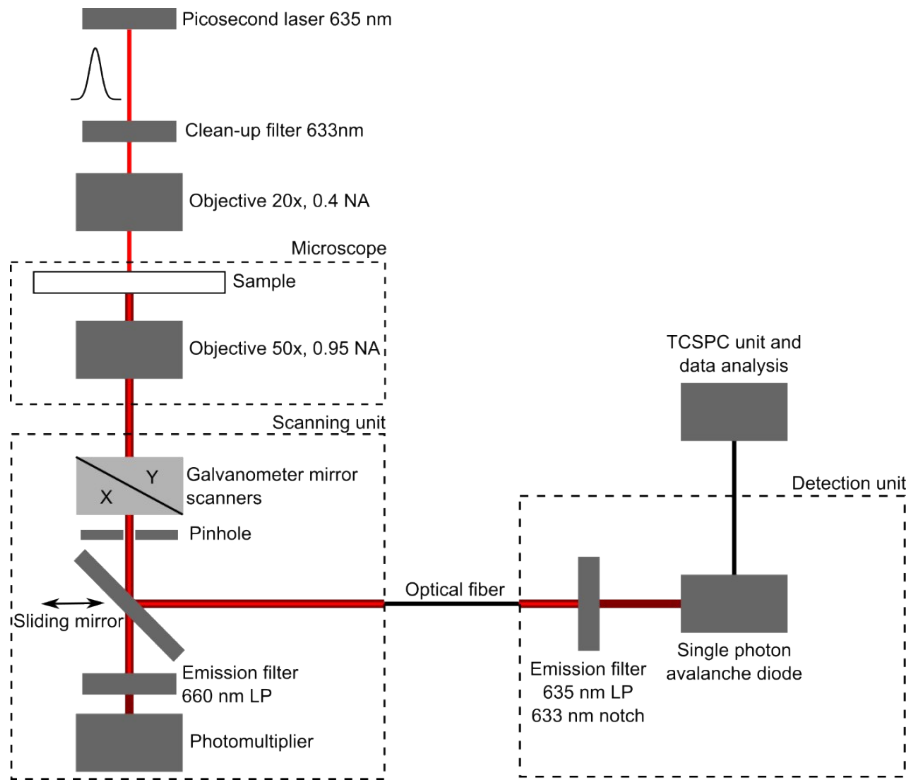 Picosecond laser 635 nm
Clean-up filter 633nm
Objective 20x, 0.4 NA
Microscope
Sample
Objective 50x, 0.95 NA
Scanning unit
Y
X
Galvanometer mirror
scanners
Pinhole
Sliding mirror
Emission filter
660 nm LP
Photomultiplier
Optical fiber
TCSPC unit and
data analysis
Detection unit
Emission filter
635 nm LP
633 nm notch
Single photon
avalanche diode